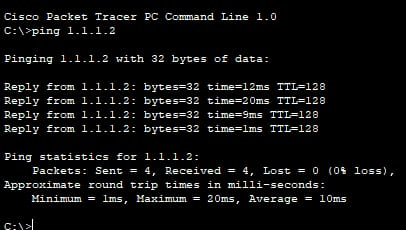 Cisco Packet Tracer PC Command Line 1.0
C:\>ping 1.1.1.2
Pinging 1.1.1.2 with 32 bytes of data:
Reply from 1.1.1.2: bytes=32 time=12ms TTL=128
Reply from 1.1.1.2: bytes=32 time=20ms TTL=128
Reply from 1.1.1.2: bytes=32 time=9ms TTL=128
Reply from 1.1.1.2: bytes=32 time=1ms TTL=128
Ping statistics for 1.1.1.2:
Packets: Sent = 4, Received = 4, Lost = 0 (0% loss),
Approximate round trip times in milli-seconds:
Minimum = 1ms, Maximum = 20ms, Average = 10ms
C:\>